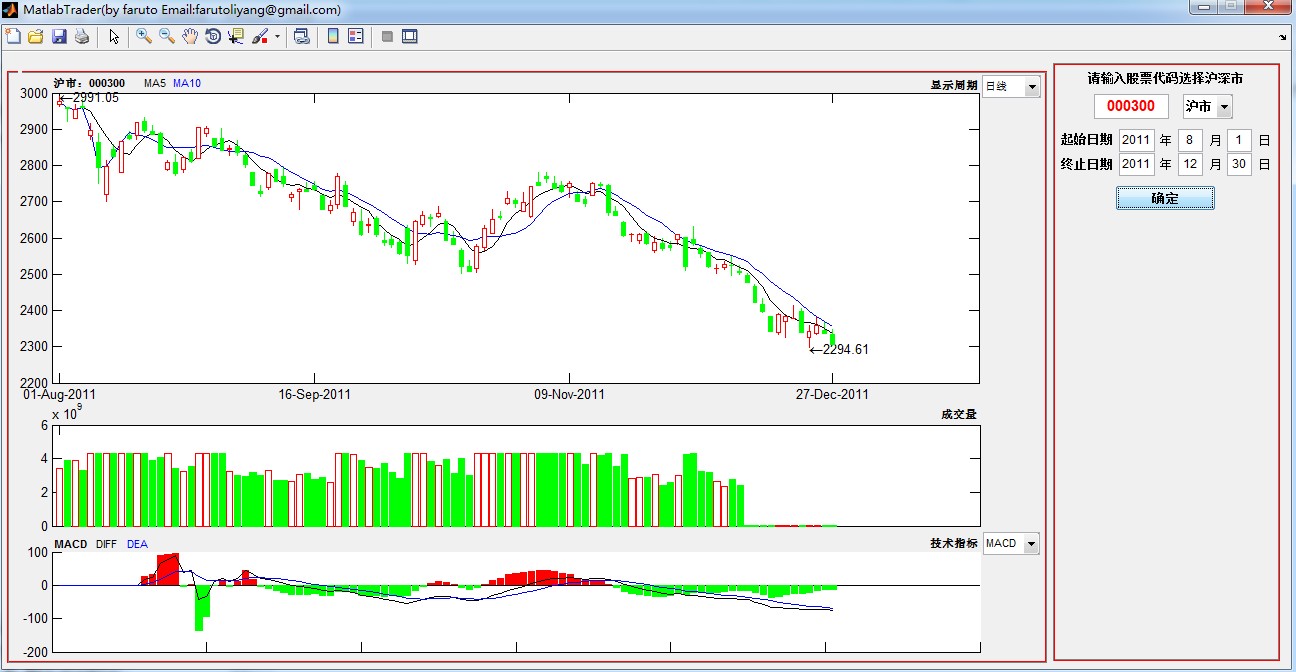 MatlabTrader(by faruto Email:farutoliyang@gmail.com)
沪市：000300 MA5 MA10
显示周期 日线
3000
←2991.05
2900
2800
2700
2600
2500
2400
2300
←2294.61
2200
01-Aug-2011 16-Sep-2011 09-Nov-2011 27-Dec-2011
x 10^9
成交量
6
4
2
0
MACD DIFF DEA
技术指标 MACD
100
0
-100
-200
请输入股票代码选择沪深市
000300 沪市
起始日期 2011 年 8 月 1 日
终止日期 2011 年 12 月 30 日
确定